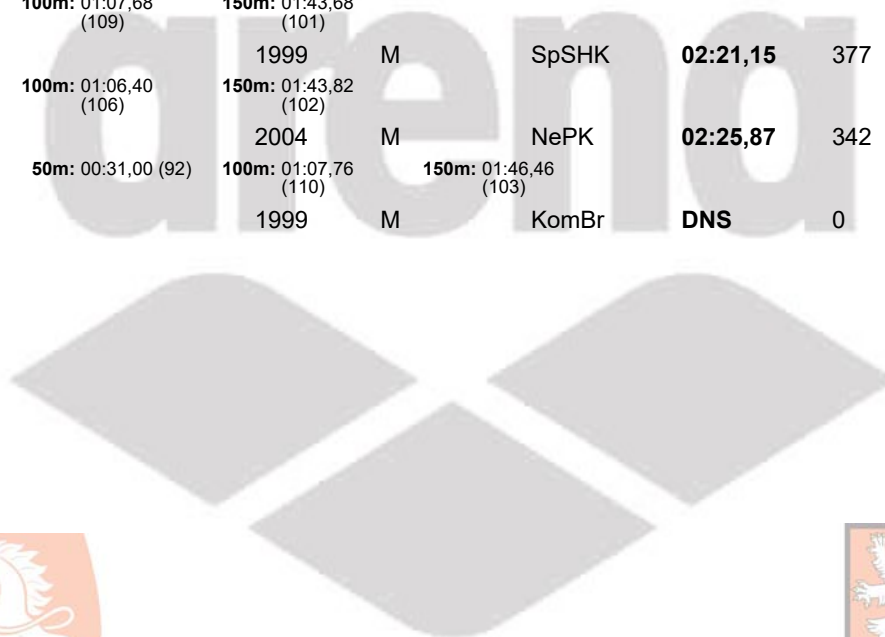 100m: 01:07,68 150m: 01:43,68
(109) (101)
1999 M SpSHK 02:21,15 377
100m: 01:06,40 150m: 01:43,82
(106) (102)
2004 M NePK 02:25,87 342
50m: 00:31,00 (92) 100m: 01:07,76 150m: 01:46,46
(110) (103)
1999 M KomBr DNS 0
arena